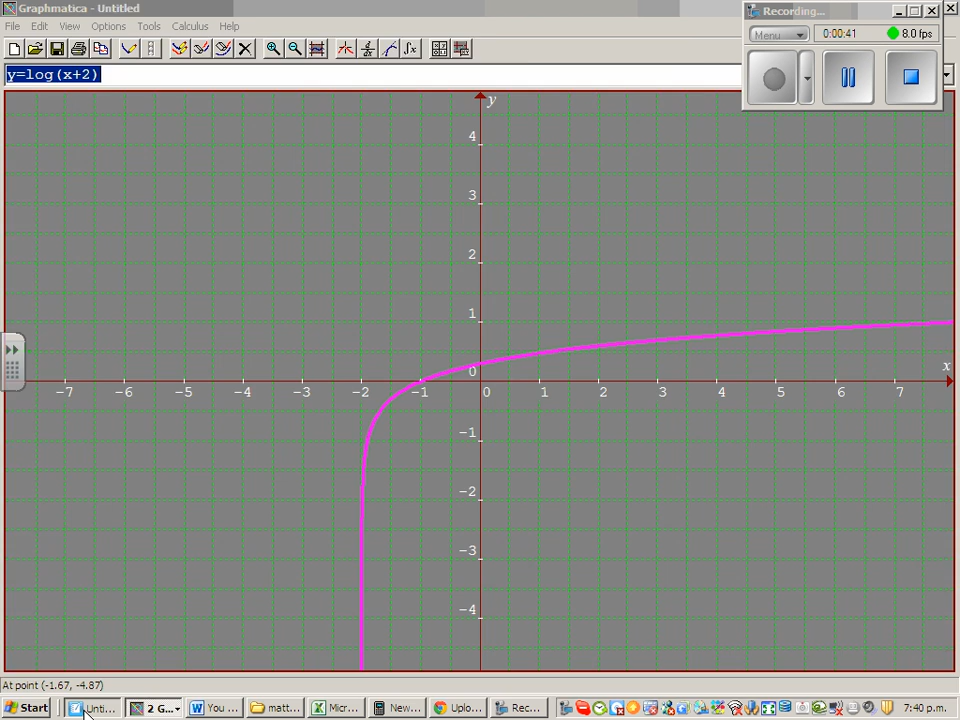 Graphmatica - Untitled
Recording...
File Edit View Options Tools Calculus Help
Menu 0:00:41 8.0 fps
y=log(x+2)
y
4
3
2
1
0
x
-7 -6 -5 -4 -3 -2 -1 0 1 2 3 4 5 6 7
-1
-2
-3
-4
At point (-1.67, -4.87)
Start Unti... 2 G... You ... matt... Micr... New... Uplo... Rec... 7:40 p.m.